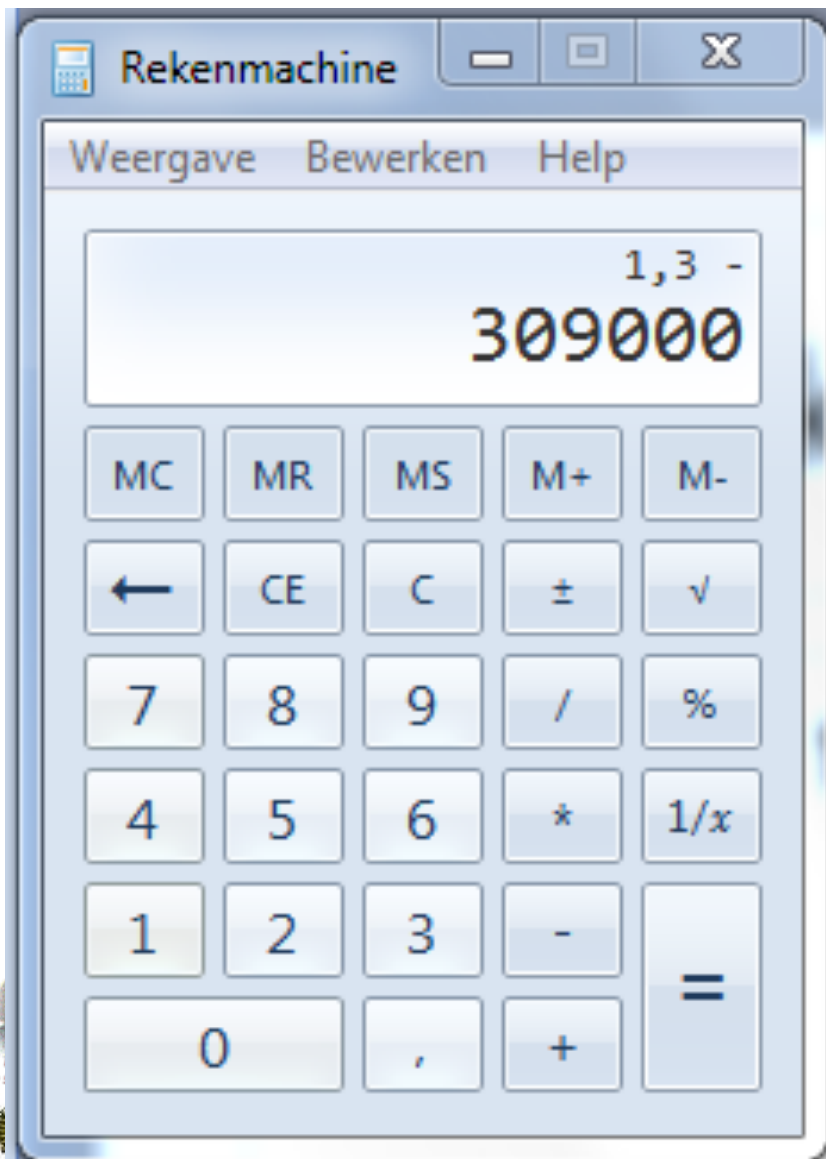 Rekenmachine
Weergave Bewerken Help
1,3 -
309000
MC MR MS M+ M-
← CE C ± √
7 8 9 / %
4 5 6 * 1/x
1 2 3 - =
0 , +